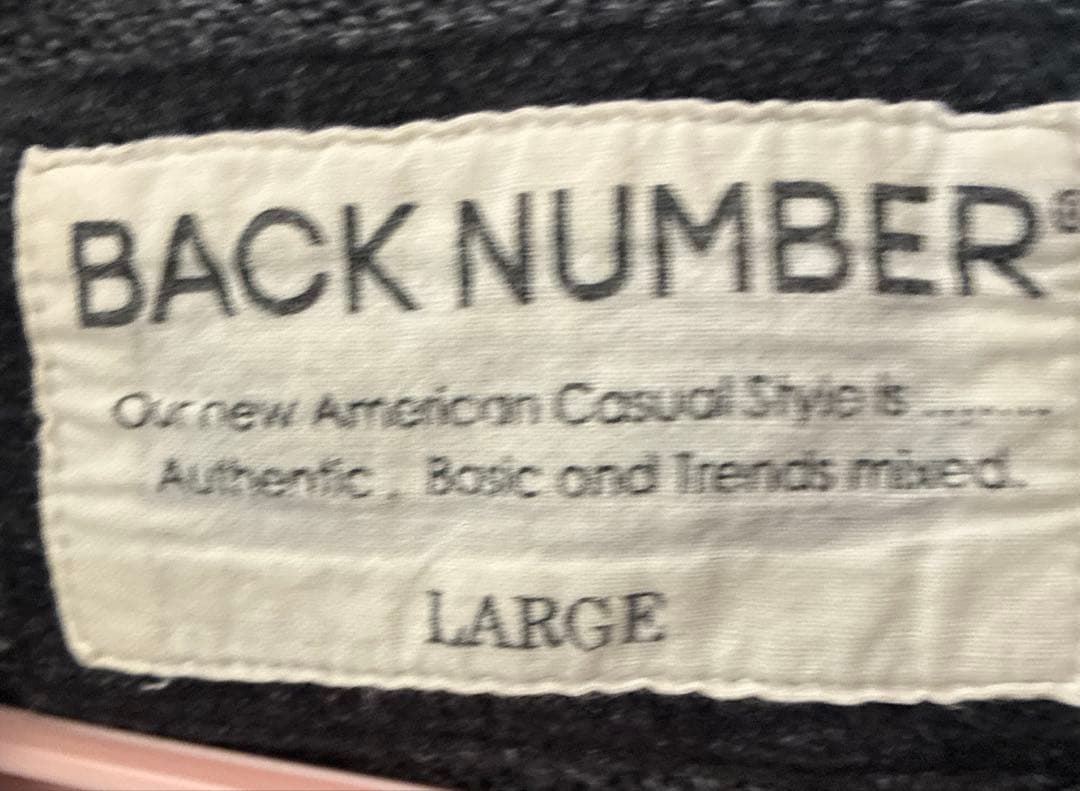 BACK NUMBER®
Our new American Casual Style is ..........
Authentic, Basic and Trends mixed.
LARGE